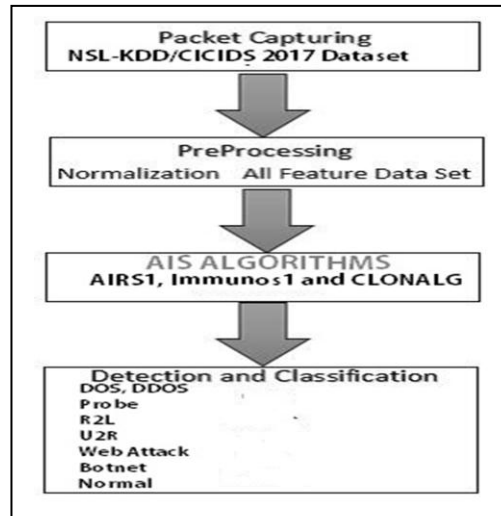 Packet Capturing
NSL-KDD/CICIDS 2017 Dataset
PreProcessing
Normalization All Feature Data Set
AIS ALGORITHMS
AIRS1, Immunos1 and CLONALG
Detection and Classification
DOS, DDOS
Probe
R2L
U2R
Web Attack
Botnet
Normal